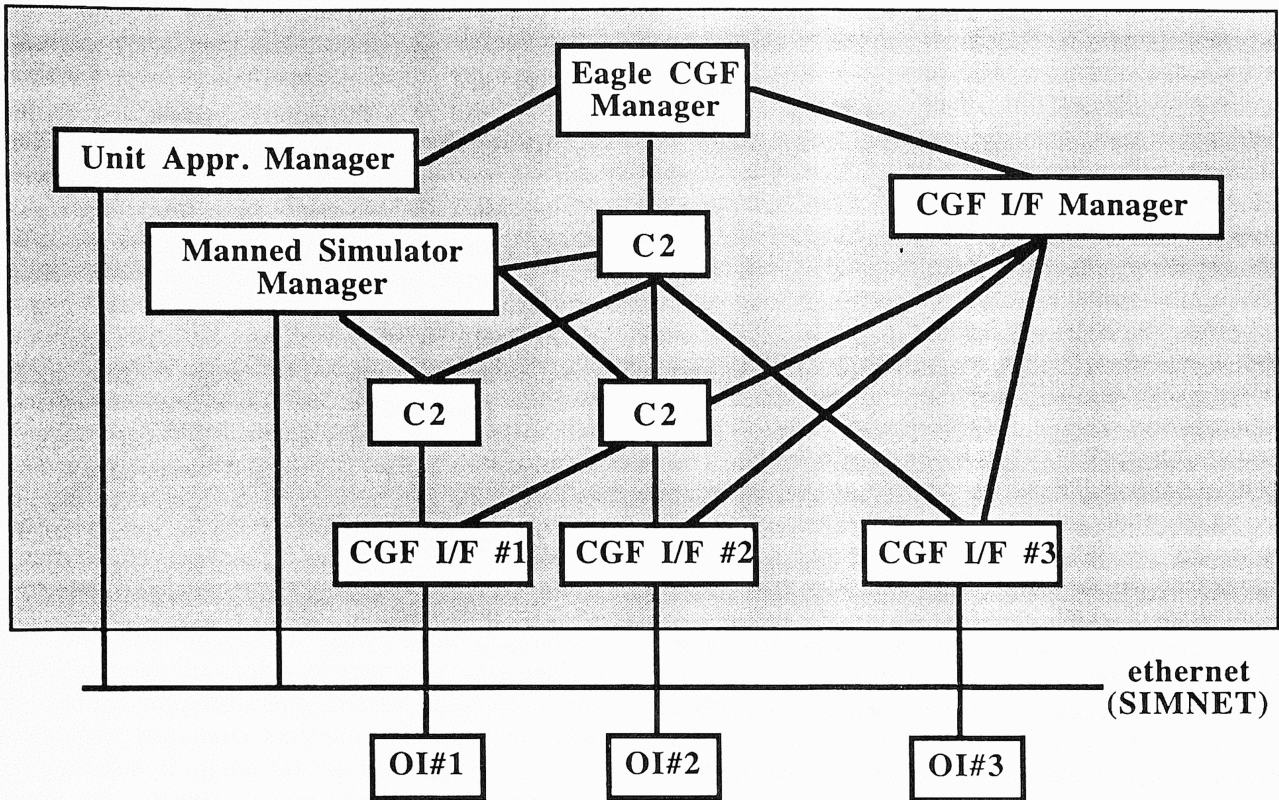 Eagle CGF
Manager
Unit Appr. Manager
CGF I/F Manager
Manned Simulator
Manager
C2
C2
C2
CGF I/F #1
CGF I/F #2
CGF I/F #3
ethernet
(SIMNET)
OI#1
OI#2
OI#3